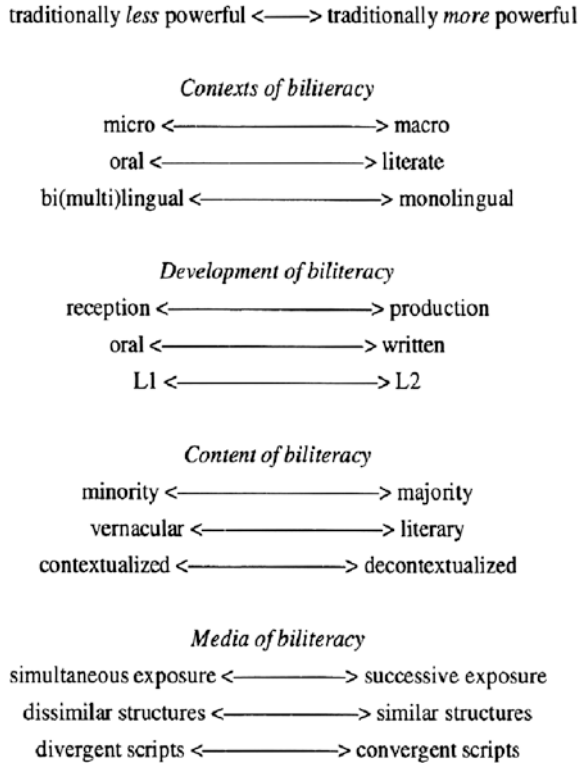 traditionally less powerful <——> traditionally more powerful
Contexts of biliteracy
micro <————————> macro
oral <————————> literate
bi(multi)lingual <————————> monolingual
Development of biliteracy
reception <————————> production
oral <————————> written
L1 <————————> L2
Content of biliteracy
minority <————————> majority
vernacular <————————> literary
contextualized <————————> decontextualized
Media of biliteracy
simultaneous exposure <——————> successive exposure
dissimilar structures <——————> similar structures
divergent scripts <——————> convergent scripts